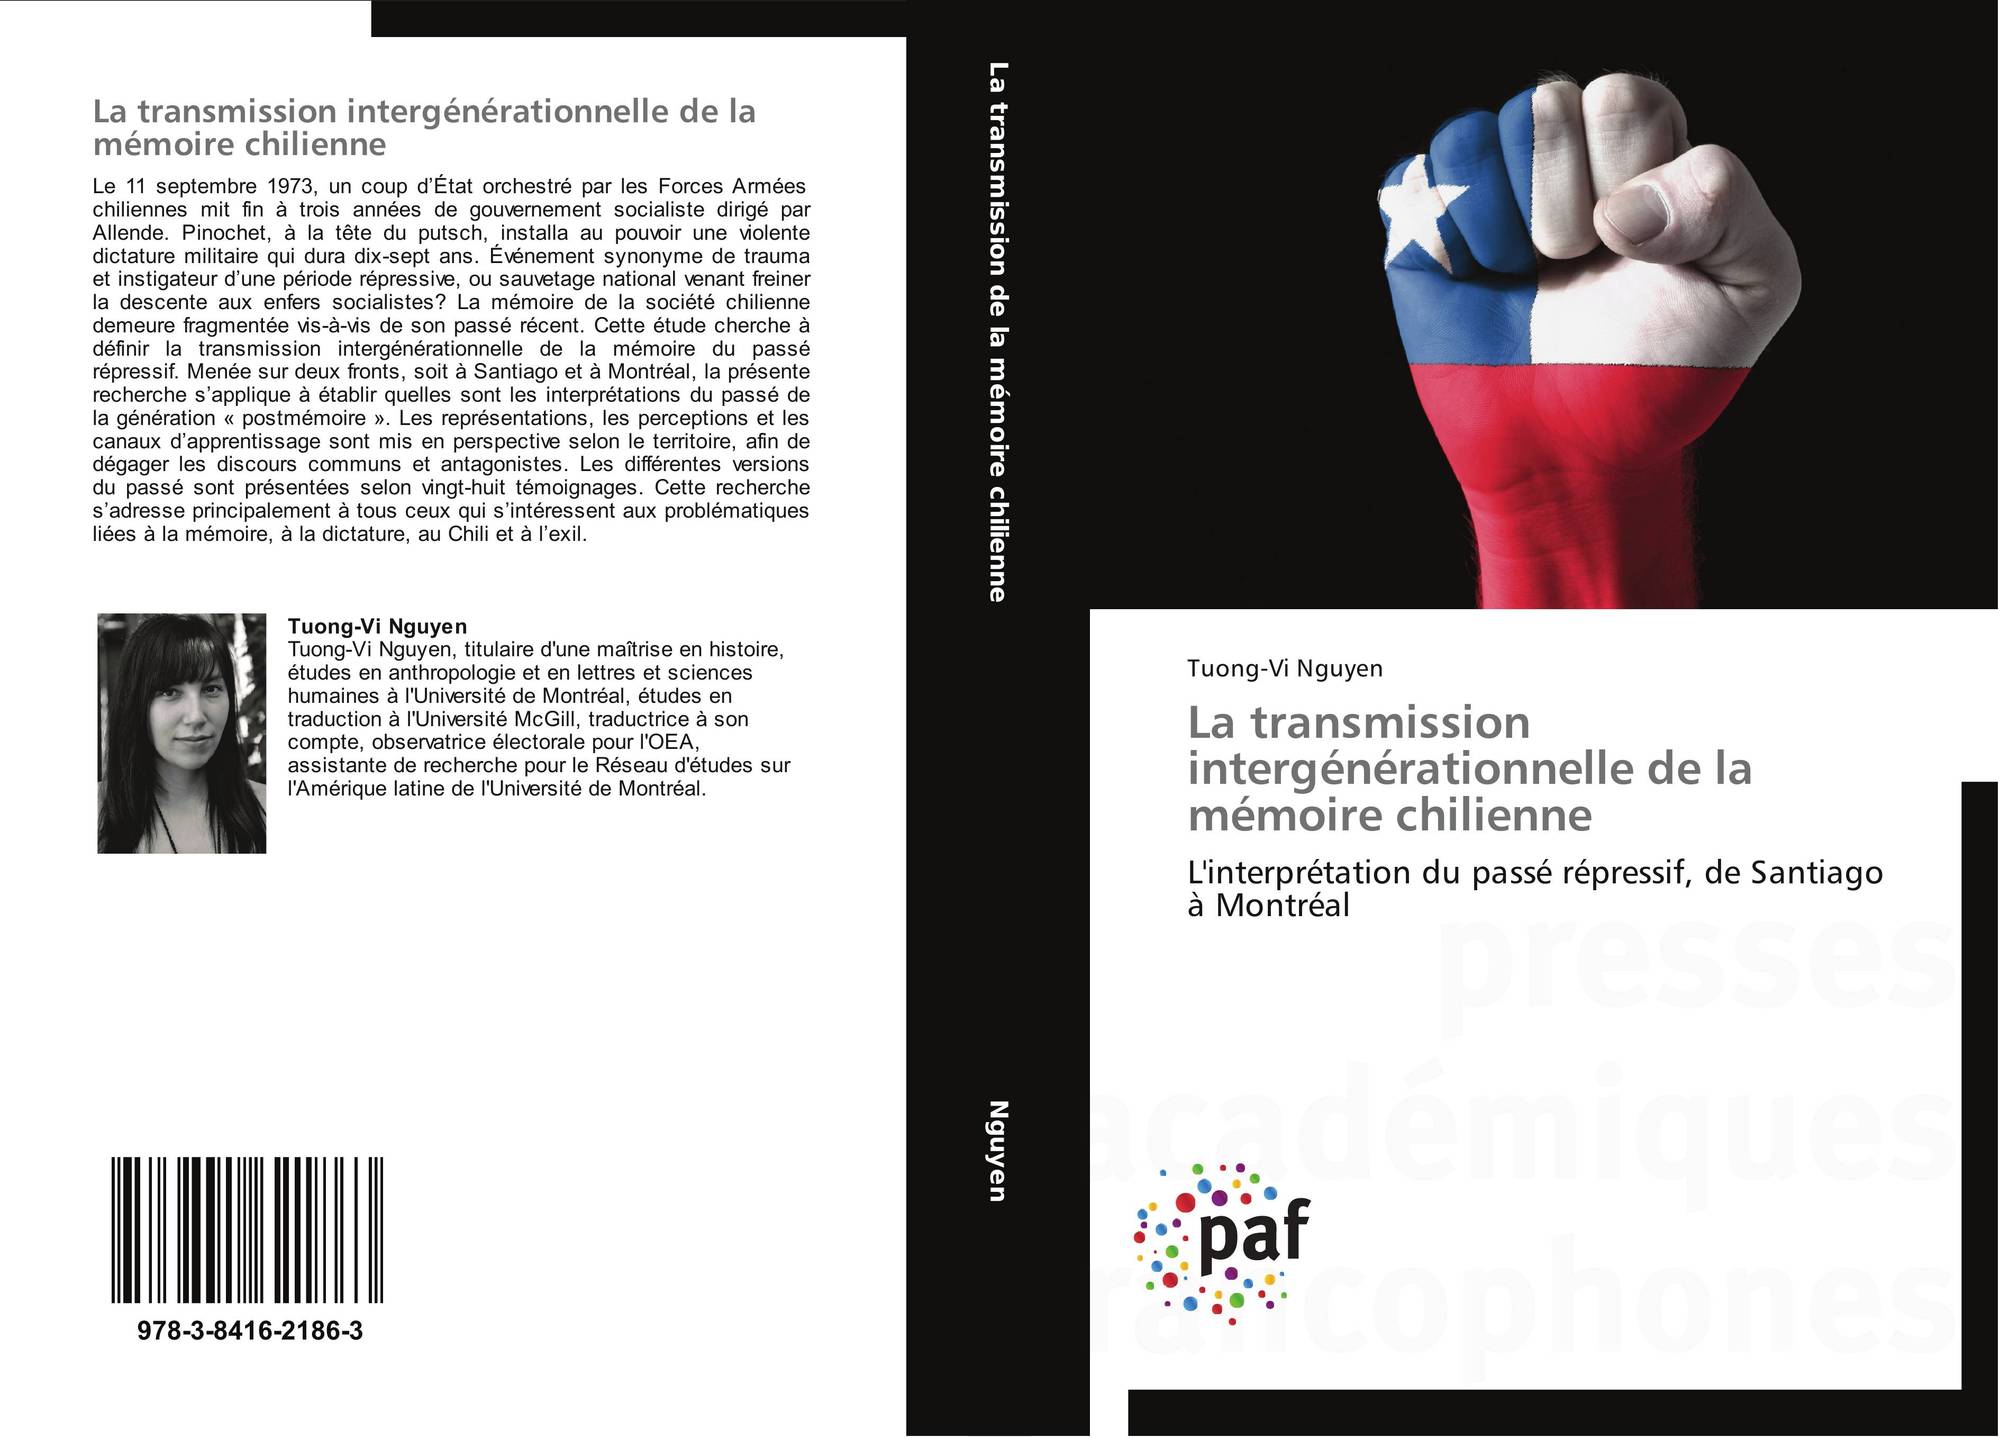 La transmission intergénérationnelle de la
mémoire chilienne
Le 11 septembre 1973, un coup d’État orchestré par les Forces Armées
chiliennes mit fin à trois années de gouvernement socialiste dirigé par
Allende. Pinochet, à la tête du putsch, installa au pouvoir une violente
dictature militaire qui dura dix-sept ans. Événement synonyme de trauma
et instigateur d’une période répressive, ou sauvetage national venant freiner
la descente aux enfers socialistes? La mémoire de la société chilienne
demeure fragmentée vis-à-vis de son passé récent. Cette étude cherche à
définir la transmission intergénérationnelle de la mémoire du passé
répressif. Menée sur deux fronts, soit à Santiago et à Montréal, la présente
recherche s’applique à établir quelles sont les interprétations du passé de
la génération « postmémoire ». Les représentations, les perceptions et les
canaux d’apprentissage sont mis en perspective selon le territoire, afin de
dégager les discours communs et antagonistes. Les différentes versions
du passé sont présentées selon vingt-huit témoignages. Cette recherche
s’adresse principalement à tous ceux qui s’intéressent aux problématiques
liées à la mémoire, à la dictature, au Chili et à l’exil.
Tuong-Vi Nguyen
Tuong-Vi Nguyen, titulaire d'une maîtrise en histoire,
études en anthropologie et en lettres et sciences
humaines à l'Université de Montréal, études en
traduction à l'Université McGill, traductrice à son
compte, observatrice électorale pour l'OEA,
assistante de recherche pour le Réseau d'études sur
l'Amérique latine de l'Université de Montréal.
978-3-8416-2186-3
La transmission de la mémoire chilienne
Nguyen
Tuong-Vi Nguyen
La transmission
intergénérationnelle de la
mémoire chilienne
L'interprétation du passé répressif, de Santiago
à Montréal
presses
académiques
francophones
paf